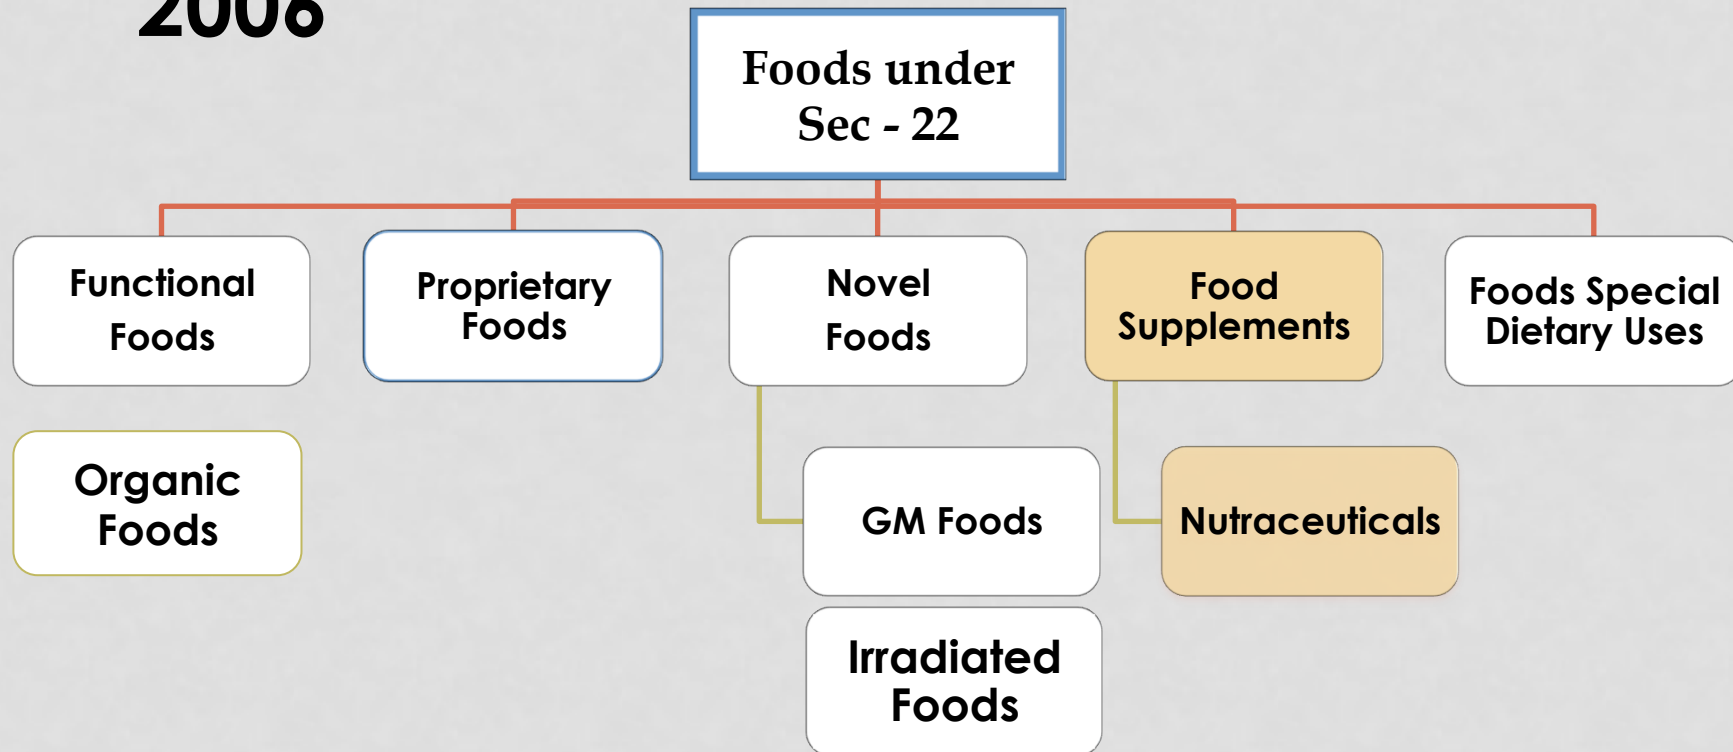 2006
Foods under
Sec - 22
Functional
Foods
Proprietary
Foods
Novel
Foods
Food
Supplements
Foods Special
Dietary Uses
Organic
Foods
GM Foods
Nutraceuticals
Irradiated
Foods